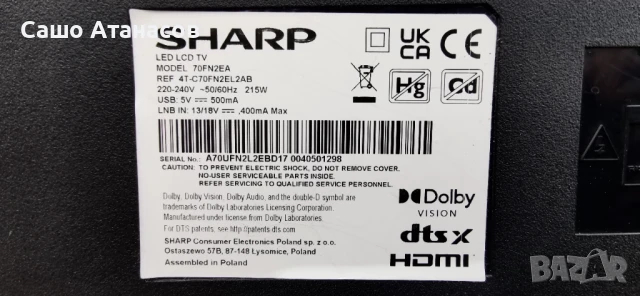 Сашо Атанасов
SHARP
LED LCD TV
MODEL 70FN2EA
REF 4T-C70FN2EL2AB
220-240V ~50/60Hz 215W
USB: 5V 500mA
LNB IN: 13/18V ,400mA Max
UK
CA
CE
Hg
Cd
SERIAL No.: A70UFN2L2EBD17 0040501298
CAUTION: TO PREVENT ELECTRIC SHOCK, DO NOT REMOVE COVER.
NO-USER SERVICEABLE PARTS INSIDE.
REFER SERVICING TO QUALIFIED SERVICE PERSONNEL.
Dolby, Dolby Vision, Dolby Audio, and the double-D symbol are
trademarks of Dolby Laboratories Licensing Corporation.
Manufactured under license from Dolby Laboratories.
For DTS patents, see http://patents.dts.com
SHARP Consumer Electronics Poland sp. z o.o.
Ostaszewo 57B, 87-148 Lysomice, Poland
Assembled in Poland
Dolby
VISION
dts X
HDMI
BAZAR.BG